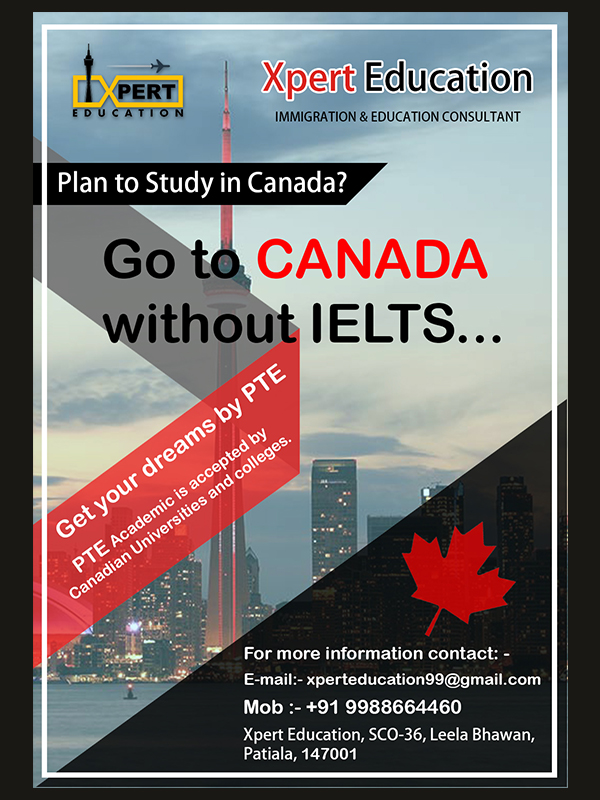 XPERT
EDUCATION
Xpert Education
IMMIGRATION & EDUCATION CONSULTANT
Plan to Study in Canada?
Go to CANADA
without IELTS...
Get your dreams by PTE
PTE Academic is accepted by
Canadian Universities and colleges.
For more information contact: -
E-mail:- xperteducation99@gmail.com
Mob :- +91 9988664460
Xpert Education, SCO-36, Leela Bhawan,
Patiala, 147001